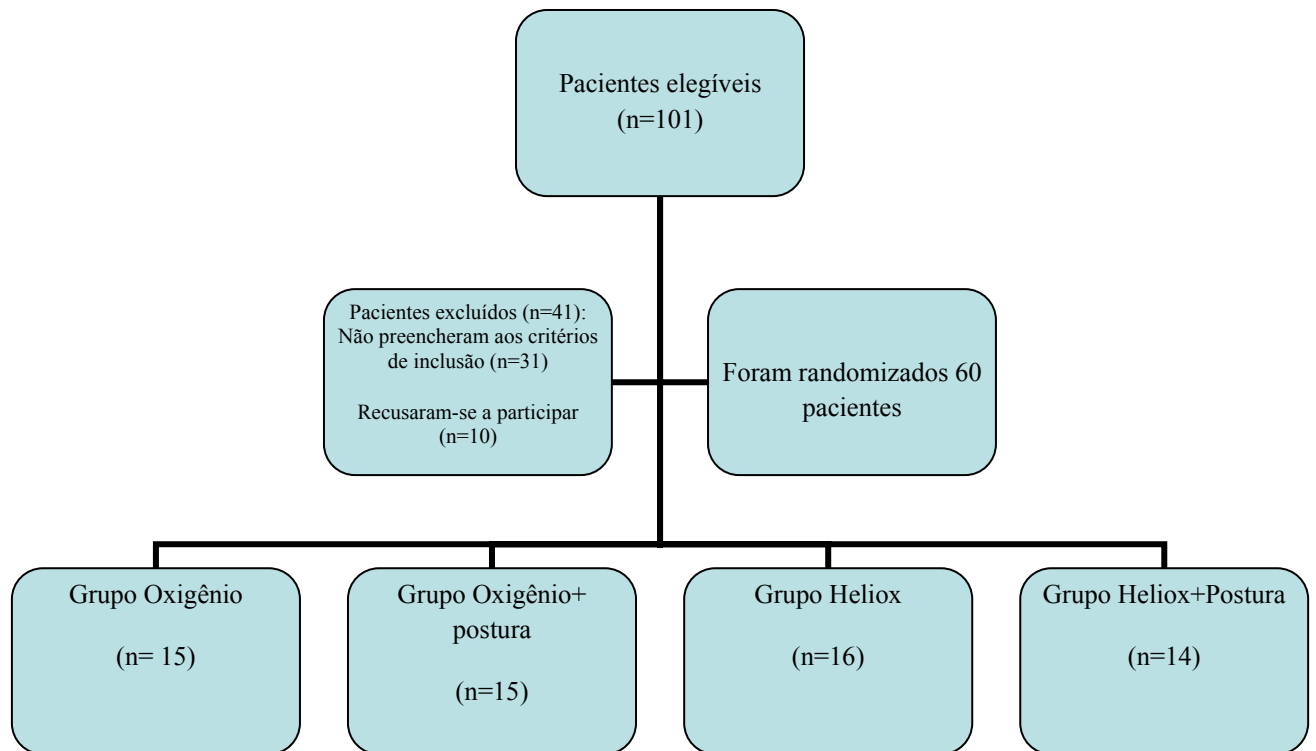 Pacientes elegíveis
(n=101)
Pacientes excluídos (n=41):
Não preencheram aos critérios
de inclusão (n=31)
Recusaram-se a participar
(n=10)
Foram randomizados 60
pacientes
Grupo Oxigênio
(n= 15)
Grupo Oxigênio+
postura
(n=15)
Grupo Heliox
(n=16)
Grupo Heliox+Postura
(n=14)